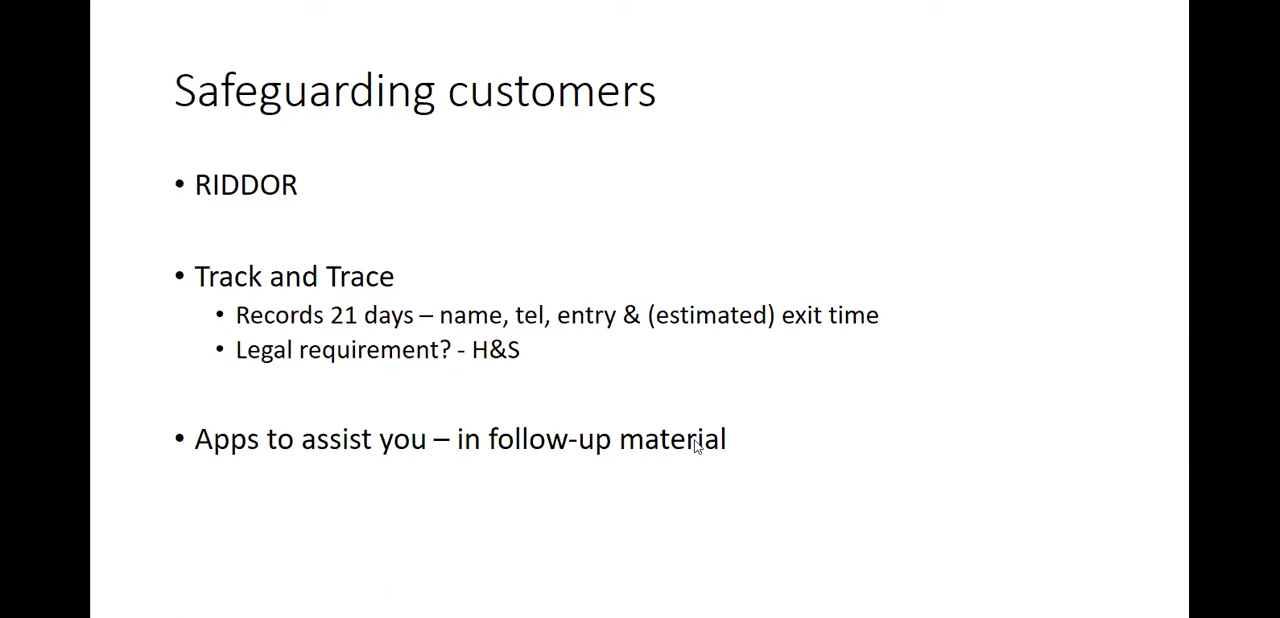 Safeguarding customers
• RIDDOR
• Track and Trace
• Records 21 days – name, tel, entry & (estimated) exit time
• Legal requirement? - H&S
• Apps to assist you – in follow-up material